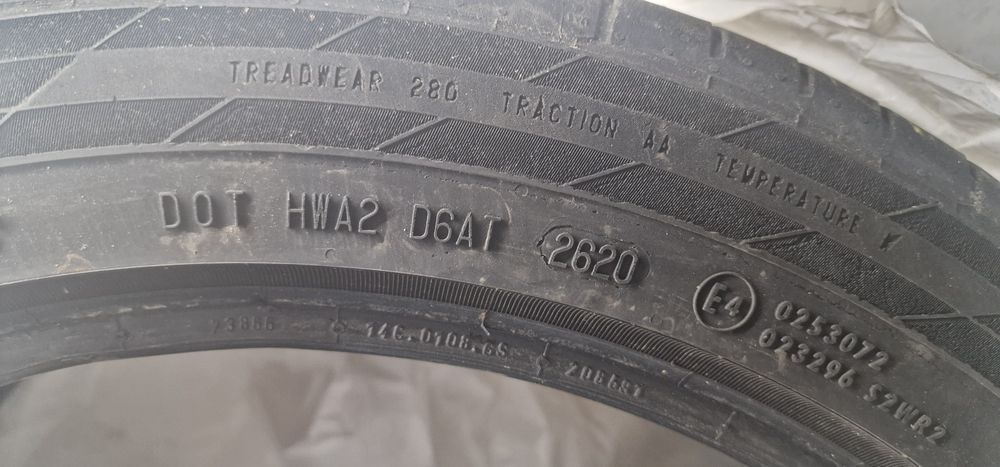 TREADWEAR 280 TRACTION AA TEMPERATURE
DOT HWA2 D6AT 2620
E4 0253072
023296 S2WR2